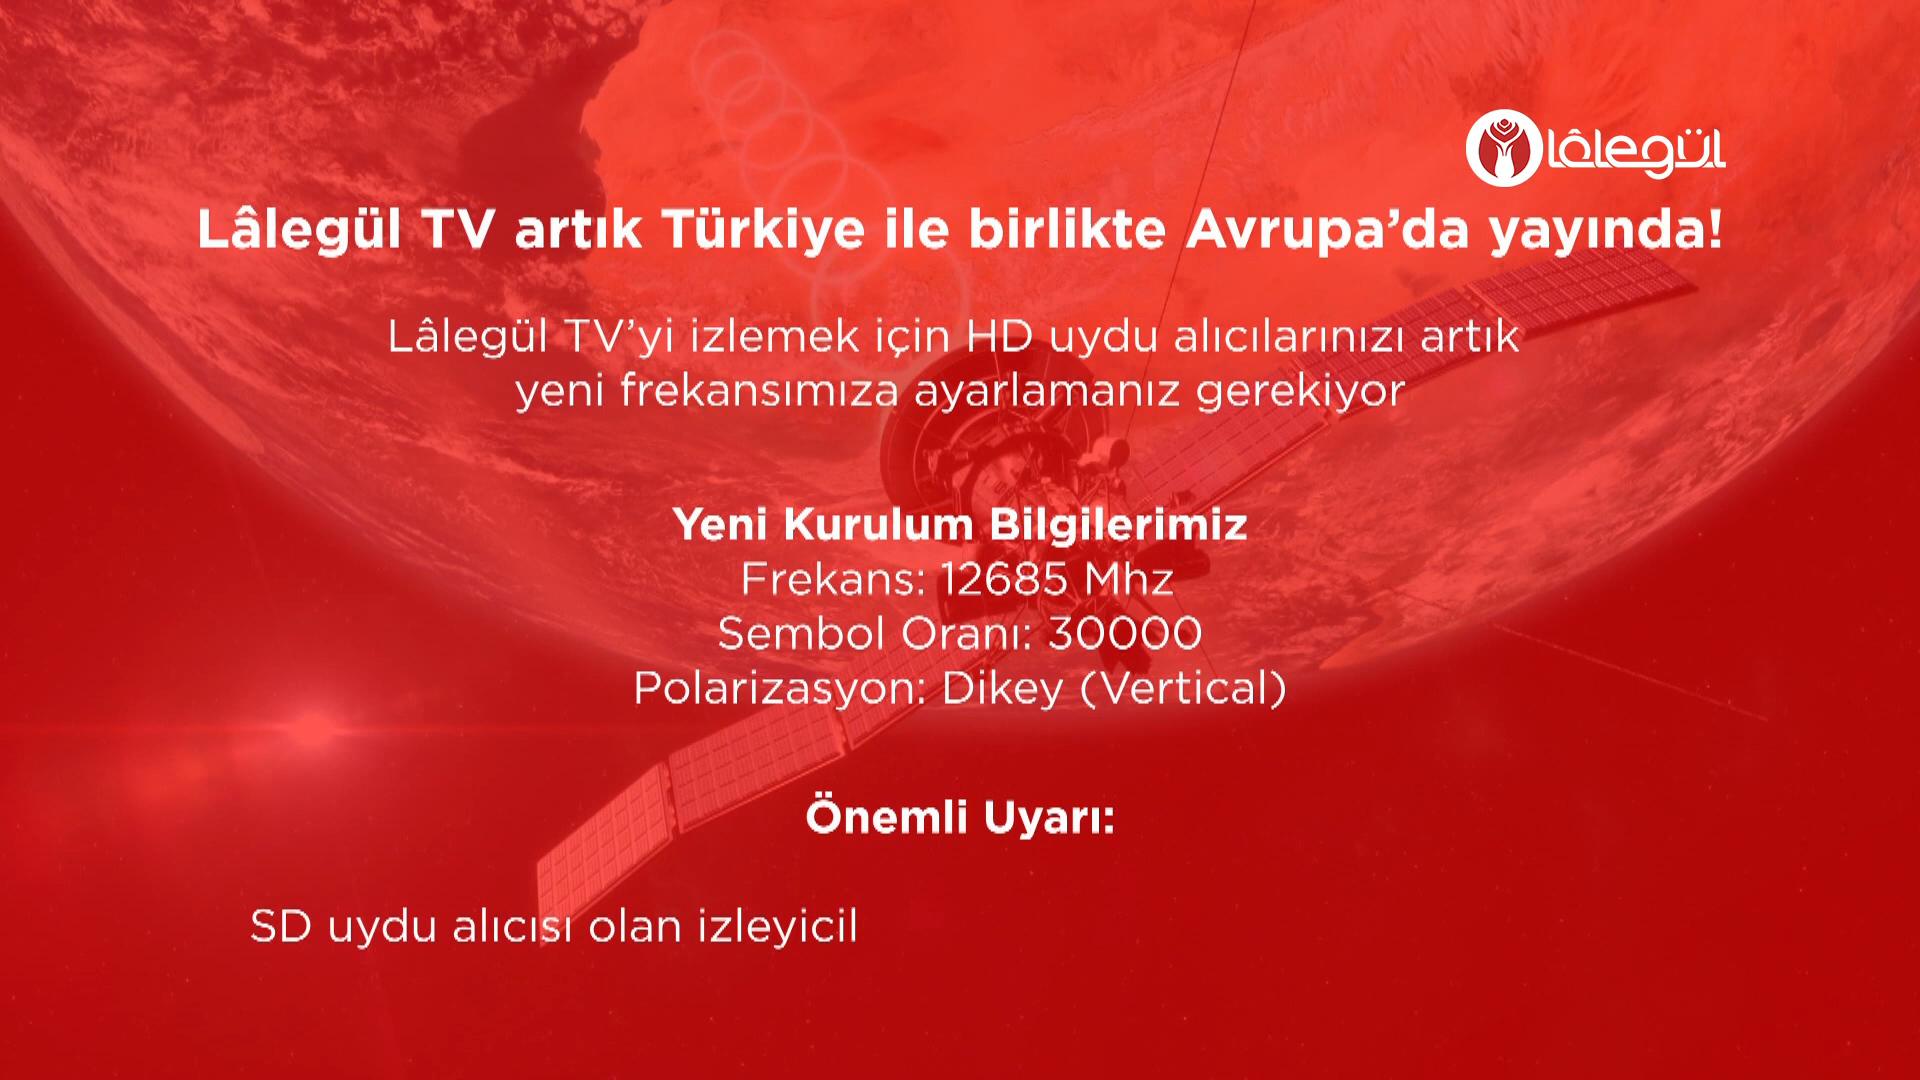 lâlegül
Lâlegül TV artık Türkiye ile birlikte Avrupa’da yayında!
Lâlegül TV’yi izlemek için HD uydu alıcılarınızı artık
yeni frekansımıza ayarlamanız gerekiyor
Yeni Kurulum Bilgilerimiz
Frekans: 12685 Mhz
Sembol Oranı: 30000
Polarizasyon: Dikey (Vertical)
Önemli Uyarı:
SD uydu alıcısı olan izleyicil